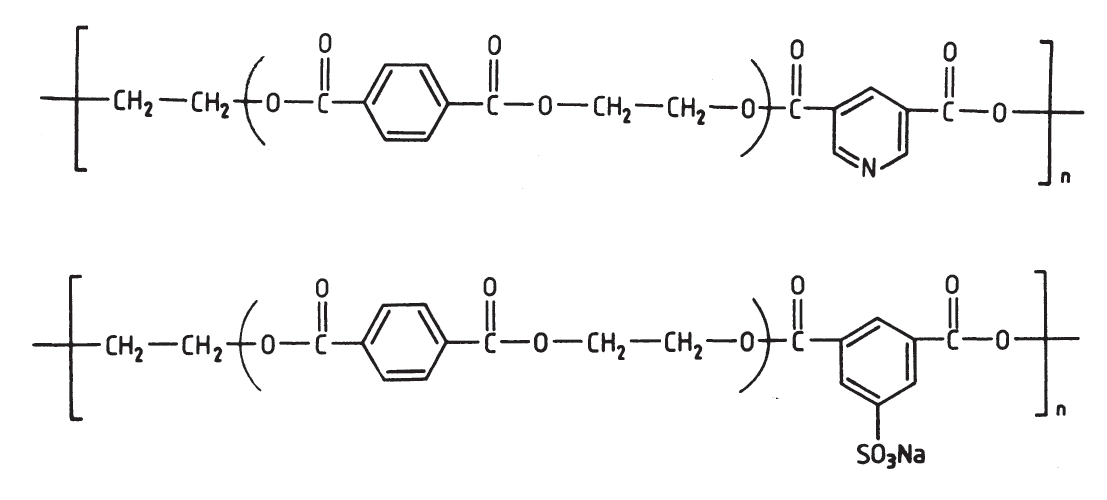 O O O O
CH₂—CH₂—O—C C—O—CH₂—CH₂—O C C—O
N n
O O O O
CH₂—CH₂—O—C C—O—CH₂—CH₂—O C C—O
n
SO₃Na